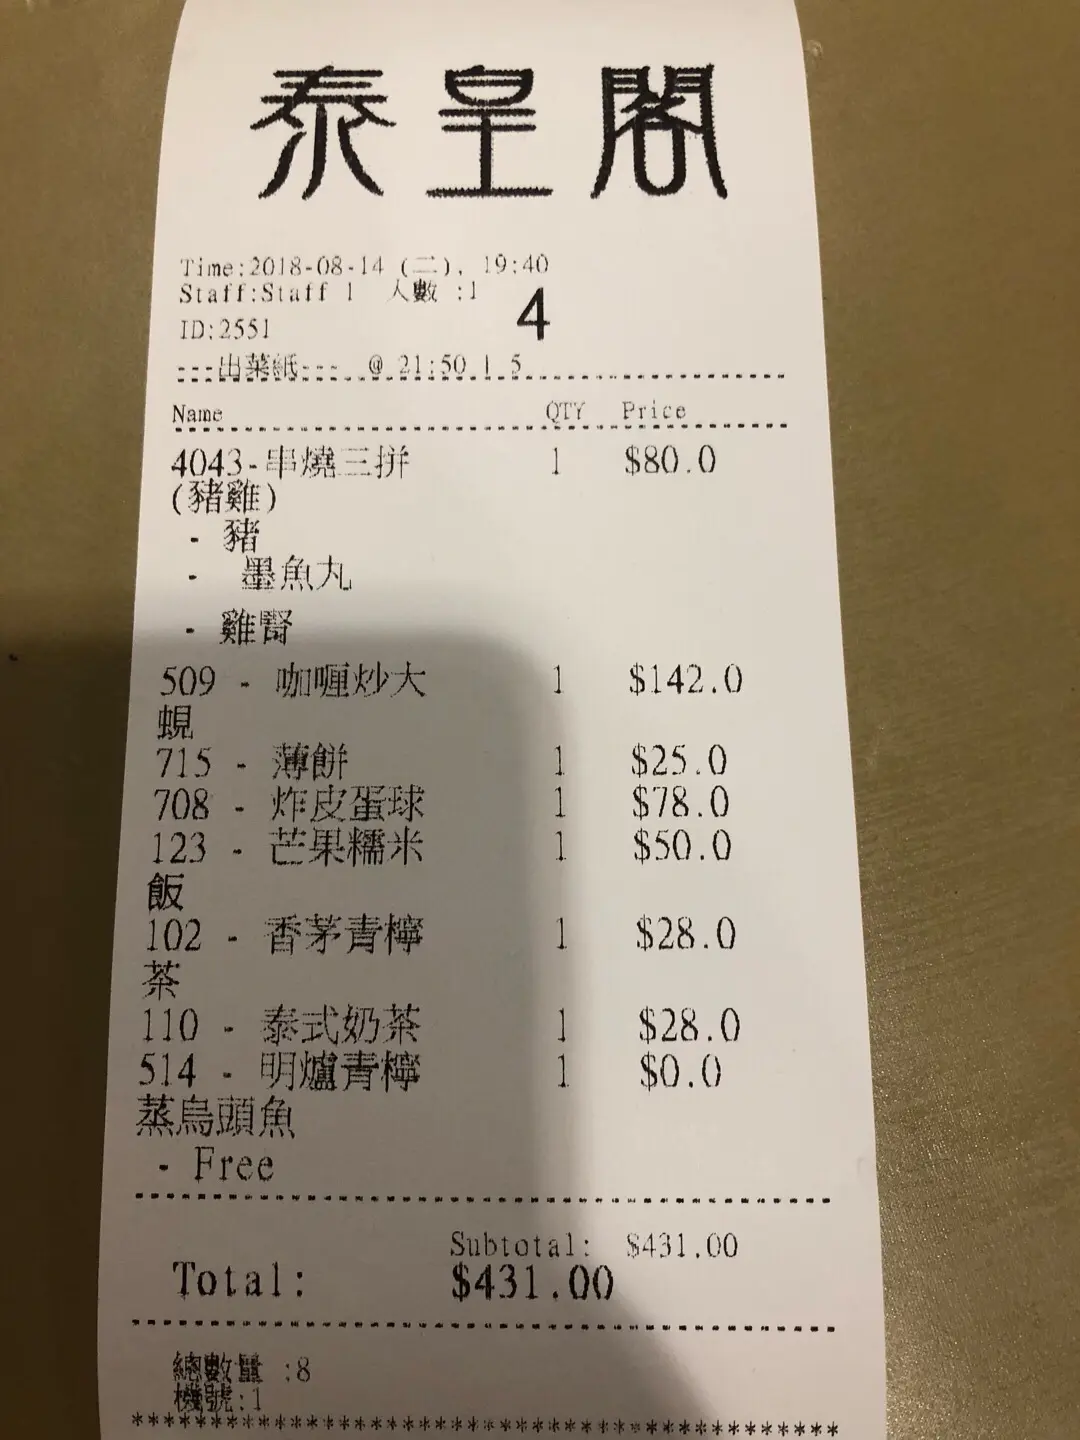 泰皇閣
Time:2018-08-14 (二), 19:40
Staff:Staff 1 人數 :1
4
ID:2551
---出菜紙--- @ 21:50 | 5
Name QTY Price
4043-串燒三拼 1 $80.0
(豬雞)
- 豬
- 墨魚丸
- 雞腎
509 - 咖喱炒大 1 $142.0
蜆
715 - 薄餅 1 $25.0
708 - 炸皮蛋球 1 $78.0
123 - 芒果糯米 1 $50.0
飯
102 - 香茅青檸 1 $28.0
茶
110 - 泰式奶茶 1 $28.0
514 - 明爐青檸 1 $0.0
蒸烏頭魚
- Free
Subtotal: $431.00
Total: $431.00
總數量 :8
機號:1
********************************************